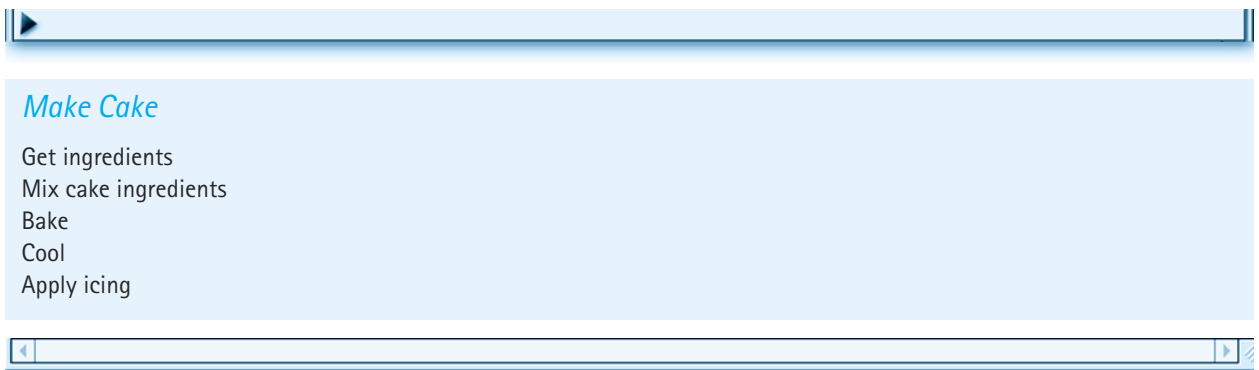 Make Cake
Get ingredients
Mix cake ingredients
Bake
Cool
Apply icing